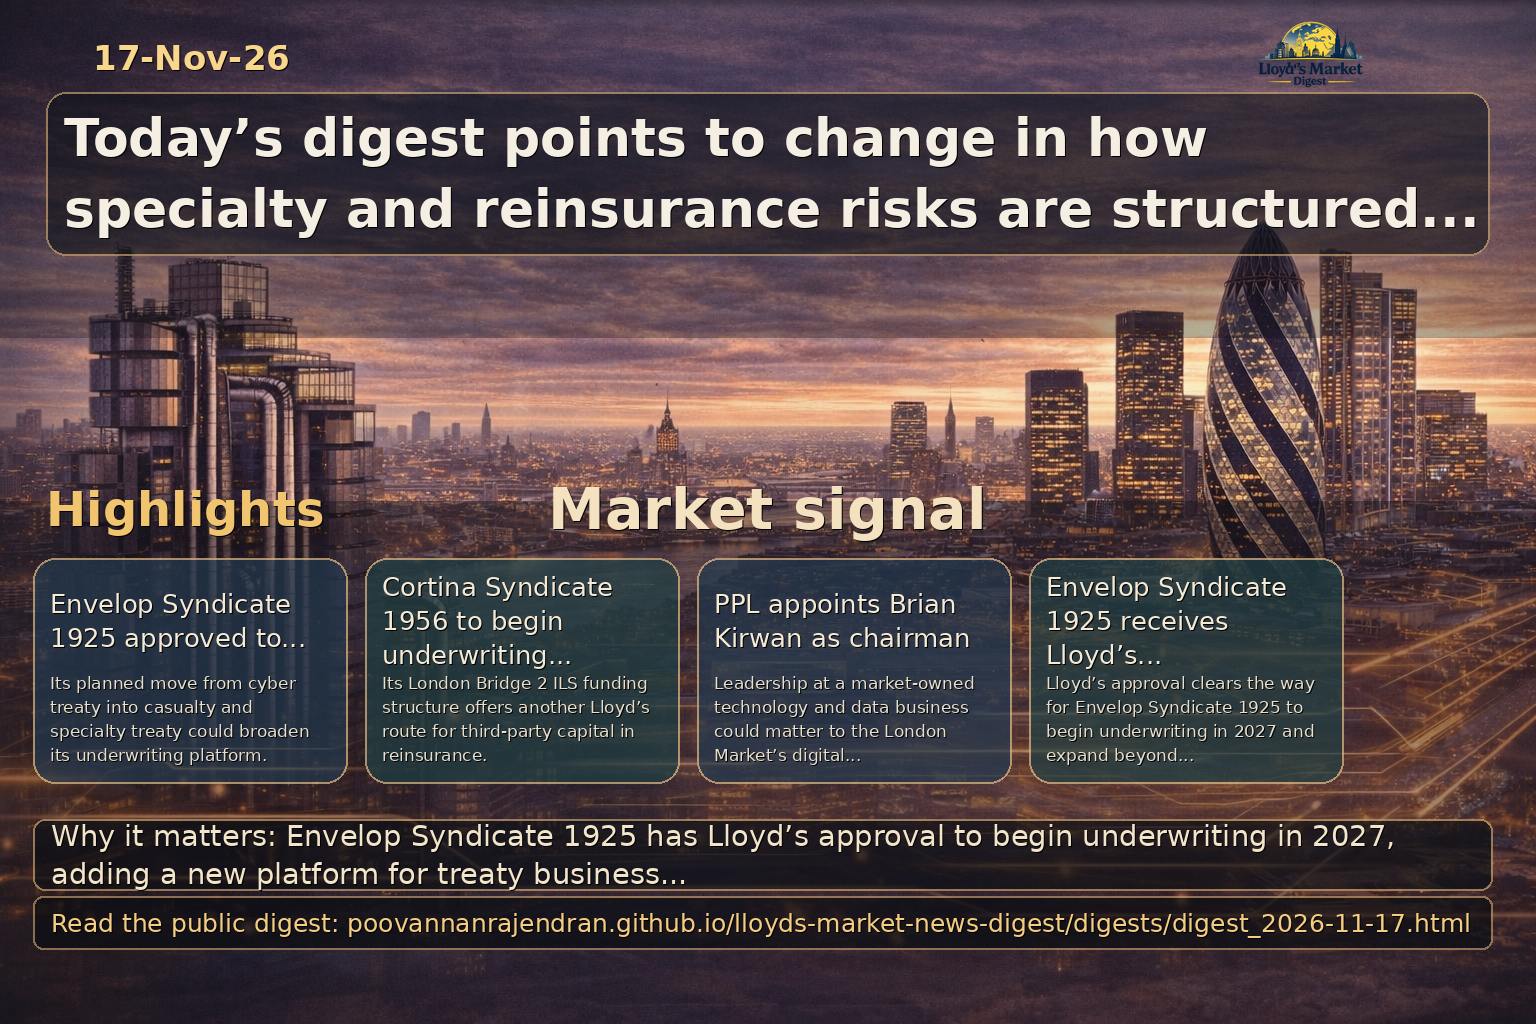 17-Nov-26
Lloyd's Market
Digest
Today’s digest points to change in how
specialty and reinsurance risks are structured...
Highlights
Market signal
Envelop Syndicate
1925 approved to...
Its planned move from cyber
treaty into casualty and
specialty treaty could broaden
its underwriting platform.
Cortina Syndicate
1956 to begin
underwriting...
Its London Bridge 2 ILS funding
structure offers another Lloyd’s
route for third-party capital in
reinsurance.
PPL appoints Brian
Kirwan as chairman
Leadership at a market-owned
technology and data business
could matter to the London
Market’s digital...
Envelop Syndicate
1925 receives
Lloyd’s...
Lloyd’s approval clears the way
for Envelop Syndicate 1925 to
begin underwriting in 2027 and
expand beyond...
Why it matters: Envelop Syndicate 1925 has Lloyd’s approval to begin underwriting in 2027,
adding a new platform for treaty business...
Read the public digest: poovannanrajendran.github.io/lloyds-market-news-digest/digests/digest_2026-11-17.html